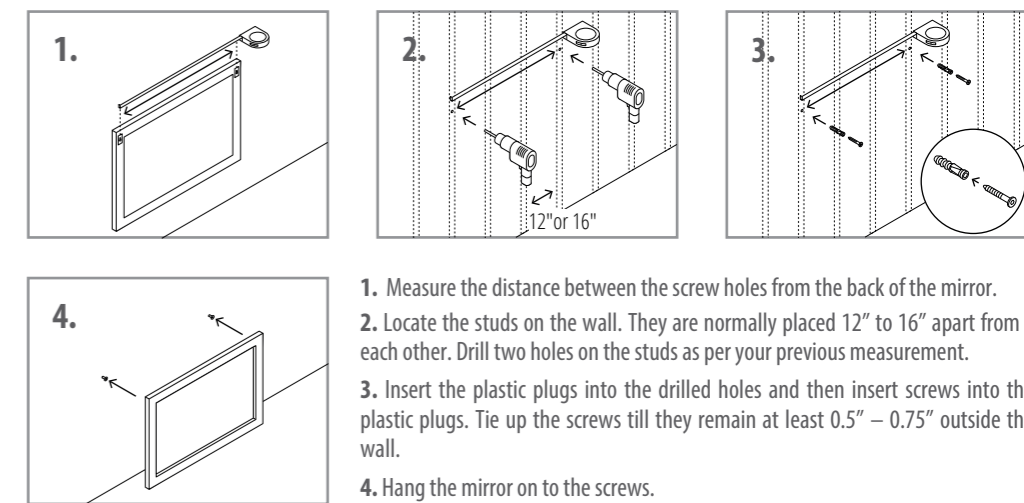 1.
2.
12"or 16"
3.
4.
1. Measure the distance between the screw holes from the back of the mirror.
2. Locate the studs on the wall. They are normally placed 12” to 16” apart from
each other. Drill two holes on the studs as per your previous measurement.
3. Insert the plastic plugs into the drilled holes and then insert screws into th
plastic plugs. Tie up the screws till they remain at least 0.5” – 0.75” outside th
wall.
4. Hang the mirror on to the screws.